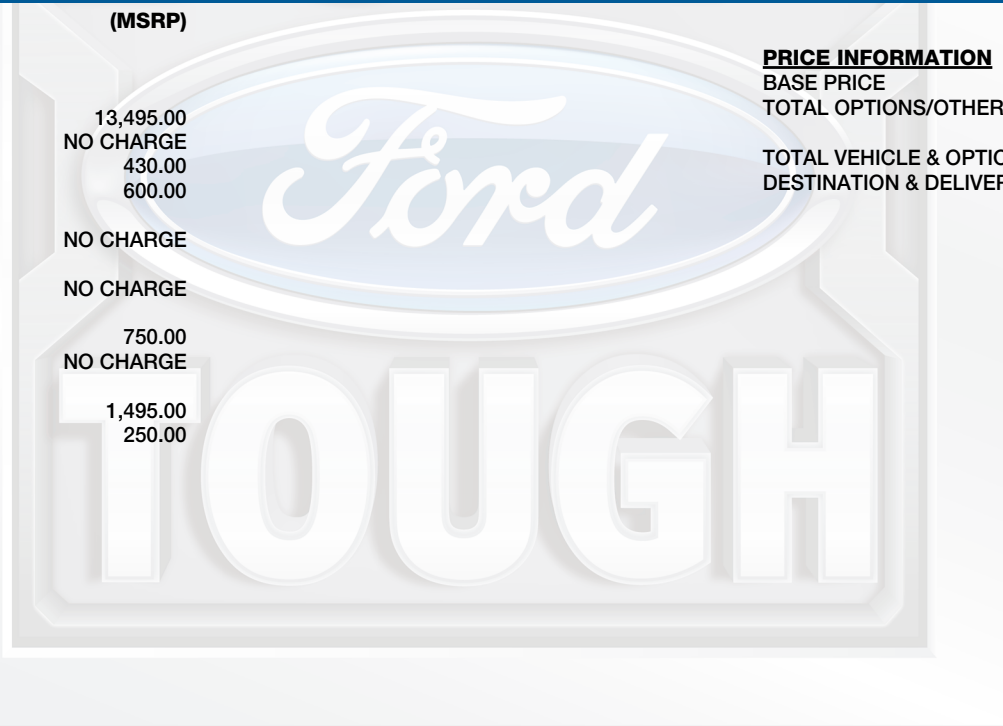 (MSRP)
13,495.00
NO CHARGE
430.00
600.00
NO CHARGE
NO CHARGE
750.00
NO CHARGE
1,495.00
250.00
PRICE INFORMATION
BASE PRICE
TOTAL OPTIONS/OTHER
TOTAL VEHICLE & OPTIO
DESTINATION & DELIVER
Ford
TOUGH